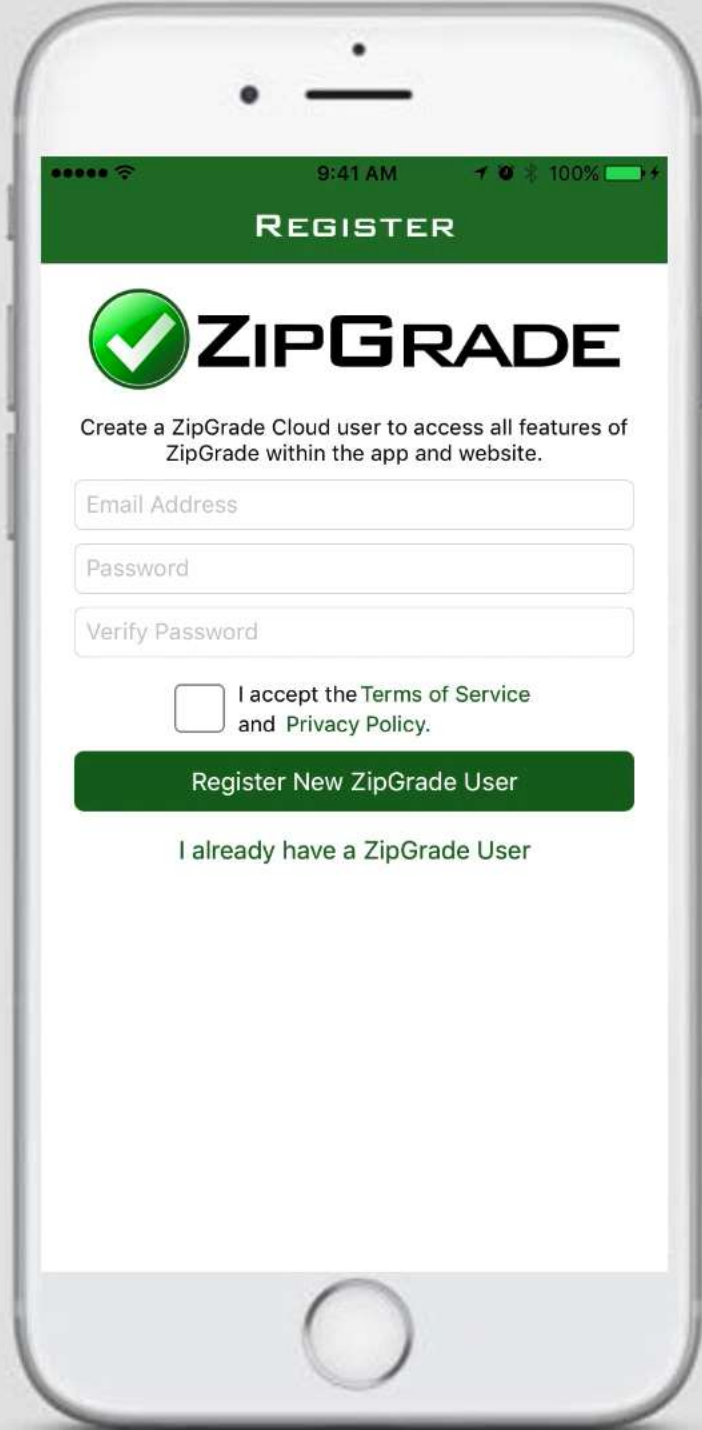 9:41 AM 100%
REGISTER
ZIPGRADE
Create a ZipGrade Cloud user to access all features of
ZipGrade within the app and website.
Email Address
Password
Verify Password
I accept the Terms of Service
and Privacy Policy.
Register New ZipGrade User
I already have a ZipGrade User